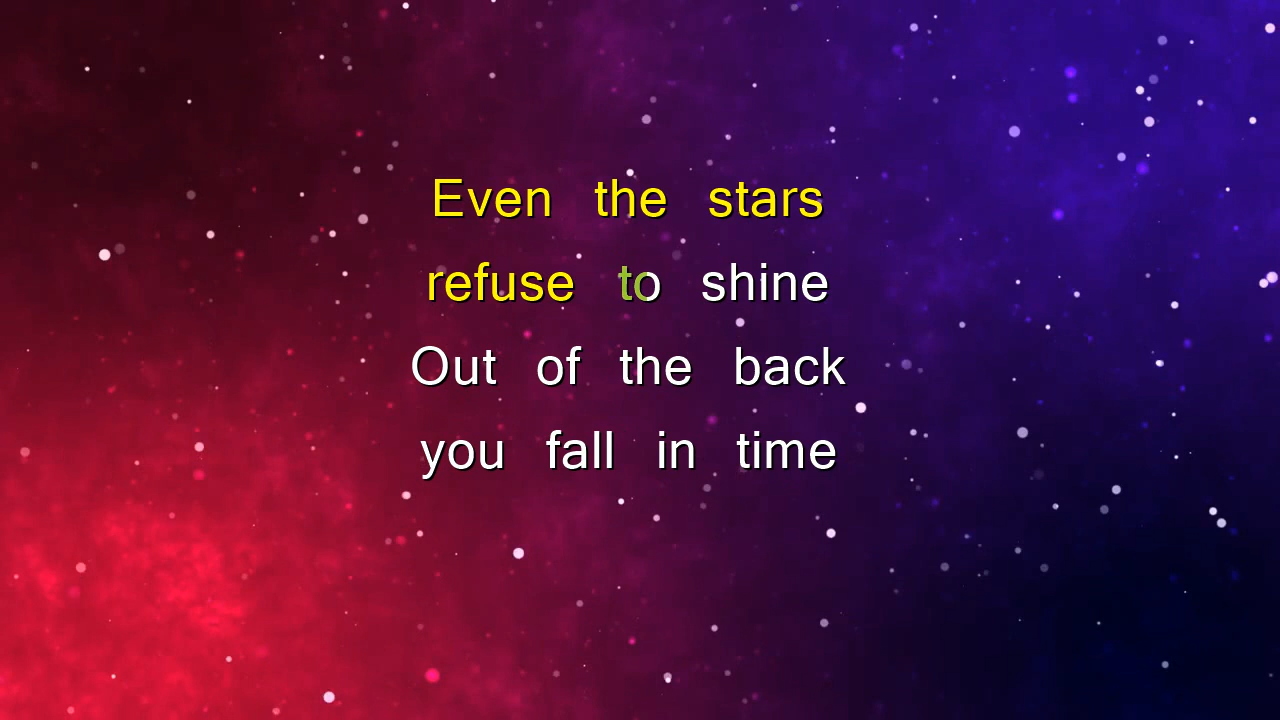 Even the stars
refuse to shine
Out of the back
you fall in time